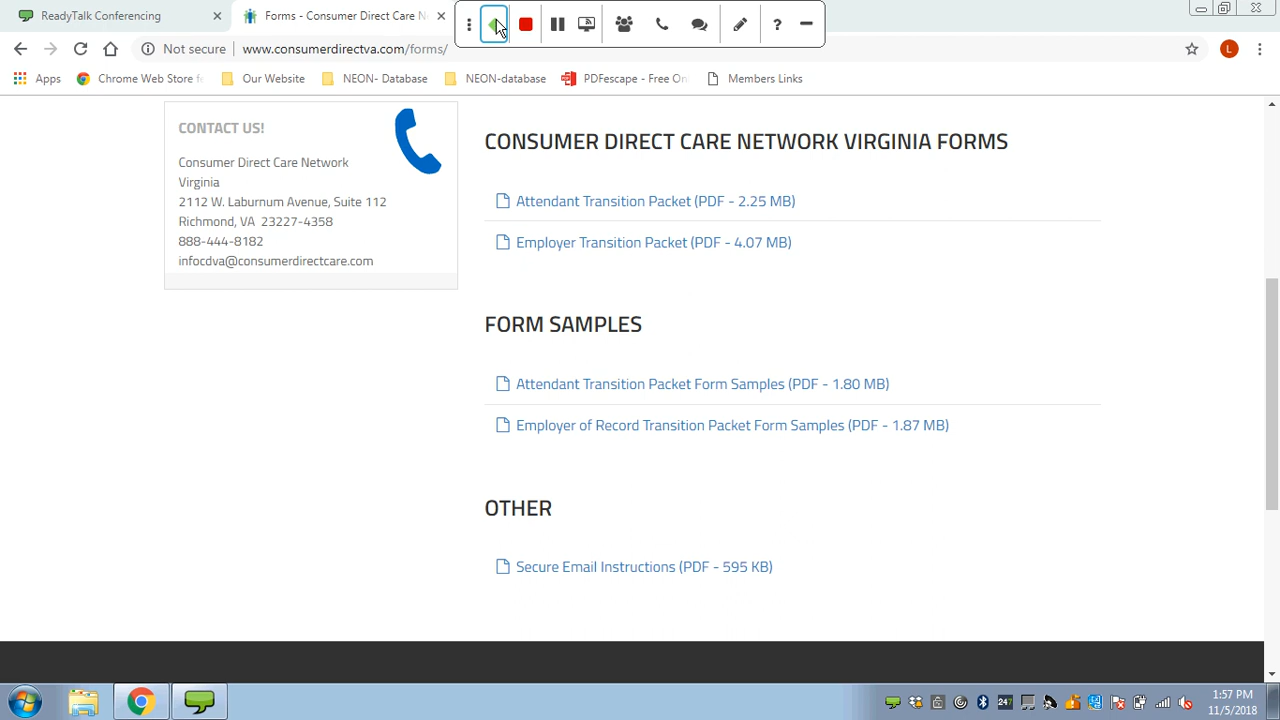 ReadyTalk Conferencing
Forms - Consumer Direct Care N
Not secure
www.consumerdirectva.com/forms/
L
Apps
Chrome Web Store f
Our Website
NEON- Database
NEON-database
PDFescape - Free On
Members Links
CONTACT US!
Consumer Direct Care Network
Virginia
2112 W. Laburnum Avenue, Suite 112
Richmond, VA 23227-4358
888-444-8182
infocdva@consumerdirectcare.com
CONSUMER DIRECT CARE NETWORK VIRGINIA FORMS
Attendant Transition Packet (PDF - 2.25 MB)
Employer Transition Packet (PDF - 4.07 MB)
FORM SAMPLES
Attendant Transition Packet Form Samples (PDF - 1.80 MB)
Employer of Record Transition Packet Form Samples (PDF - 1.87 MB)
OTHER
Secure Email Instructions (PDF - 595 KB)
247
1:57 PM
11/5/2018